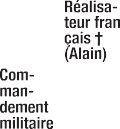 Réalisa-
teur fran
çais †
(Alain)
Com-
man-
dement
militaire